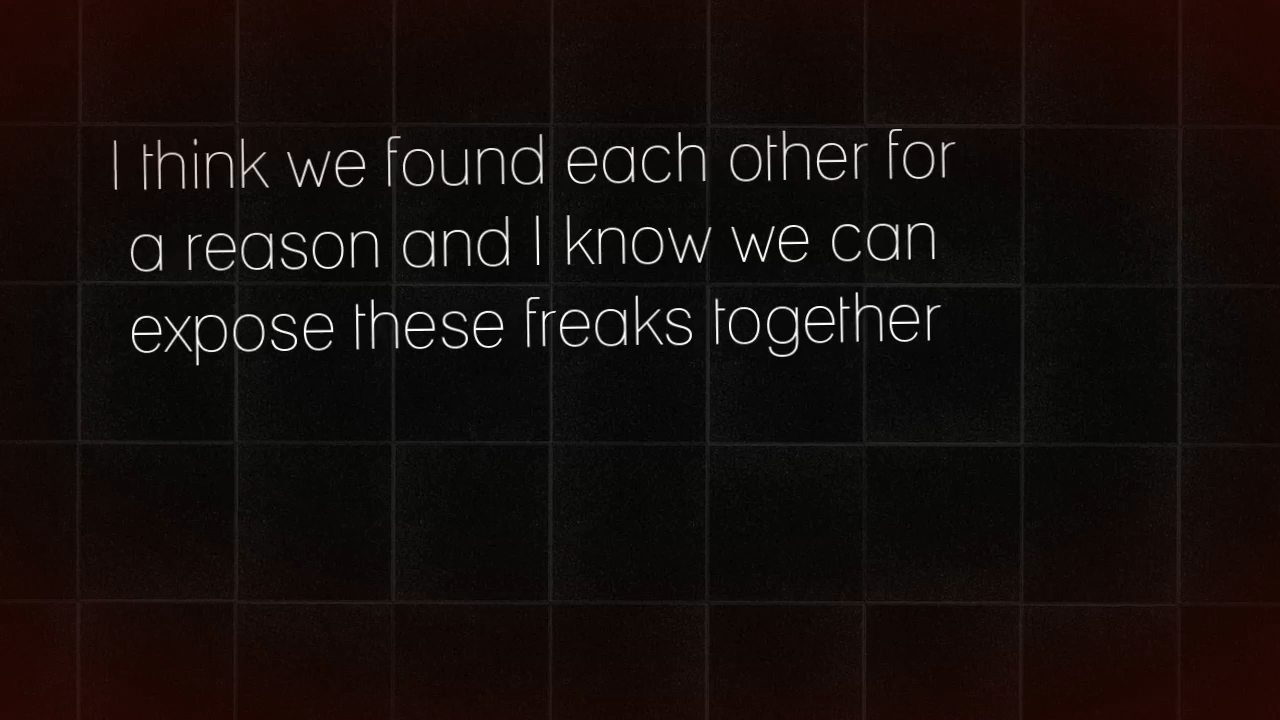 I think we found each other for
a reason and I know we can
expose these freaks together